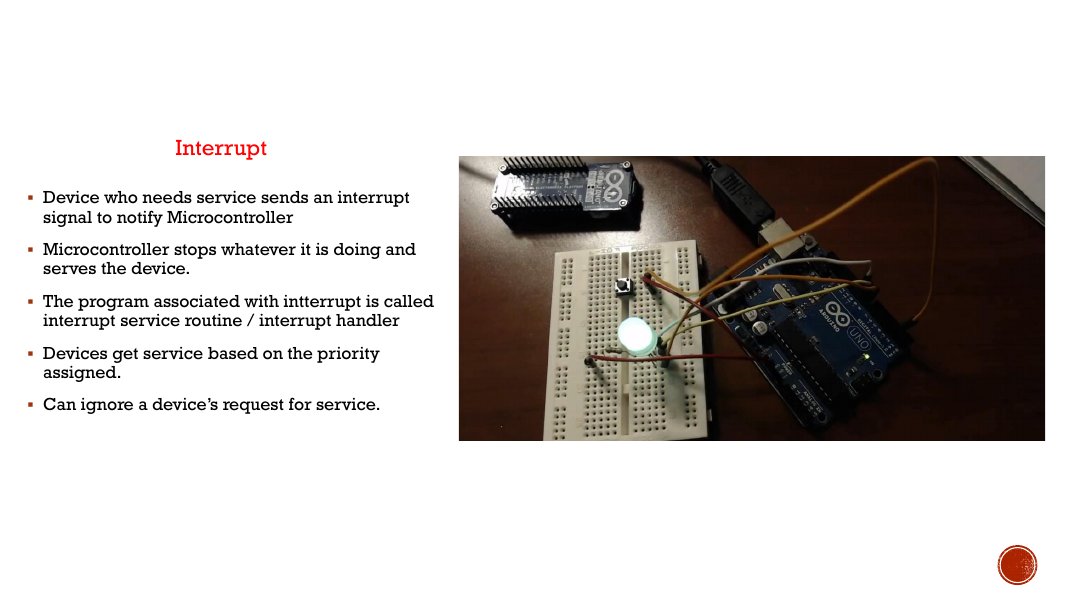 Interrupt
▪ Device who needs service sends an interrupt
signal to notify Microcontroller
▪ Microcontroller stops whatever it is doing and
serves the device.
▪ The program associated with intterrupt is called
interrupt service routine / interrupt handler
▪ Devices get service based on the priority
assigned.
▪ Can ignore a device’s request for service.
ARDUINO
UNO